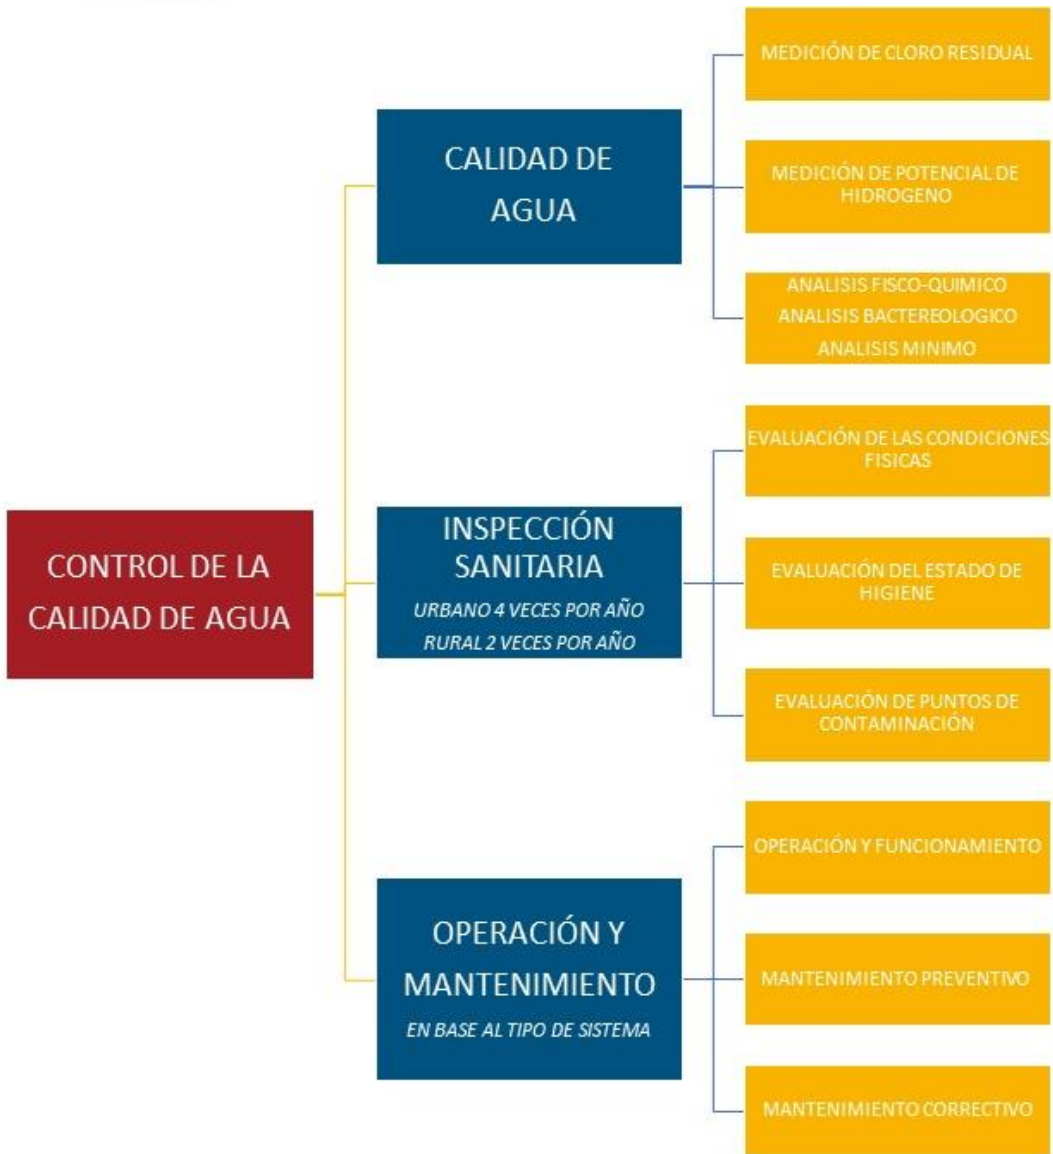 CONTROL DE LA
CALIDAD DE AGUA
CALIDAD DE
AGUA
MEDICIÓN DE CLORO RESIDUAL
MEDICIÓN DE POTENCIAL DE
HIDROGENO
ANALISIS FISCO-QUIMICO
ANALISIS BACTEREOLOGICO
ANALISIS MINIMO
INSPECCIÓN
SANITARIA
URBANO 4 VECES POR AÑO
RURAL 2 VECES POR AÑO
EVALUACIÓN DE LAS CONDICIONES
FISICAS
EVALUACIÓN DEL ESTADO DE
HIGIENE
EVALUACIÓN DE PUNTOS DE
CONTAMINACIÓN
OPERACIÓN Y
MANTENIMIENTO
EN BASE AL TIPO DE SISTEMA
OPERACIÓN Y FUNCIONAMIENTO
MANTENIMIENTO PREVENTIVO
MANTENIMIENTO CORRECTIVO